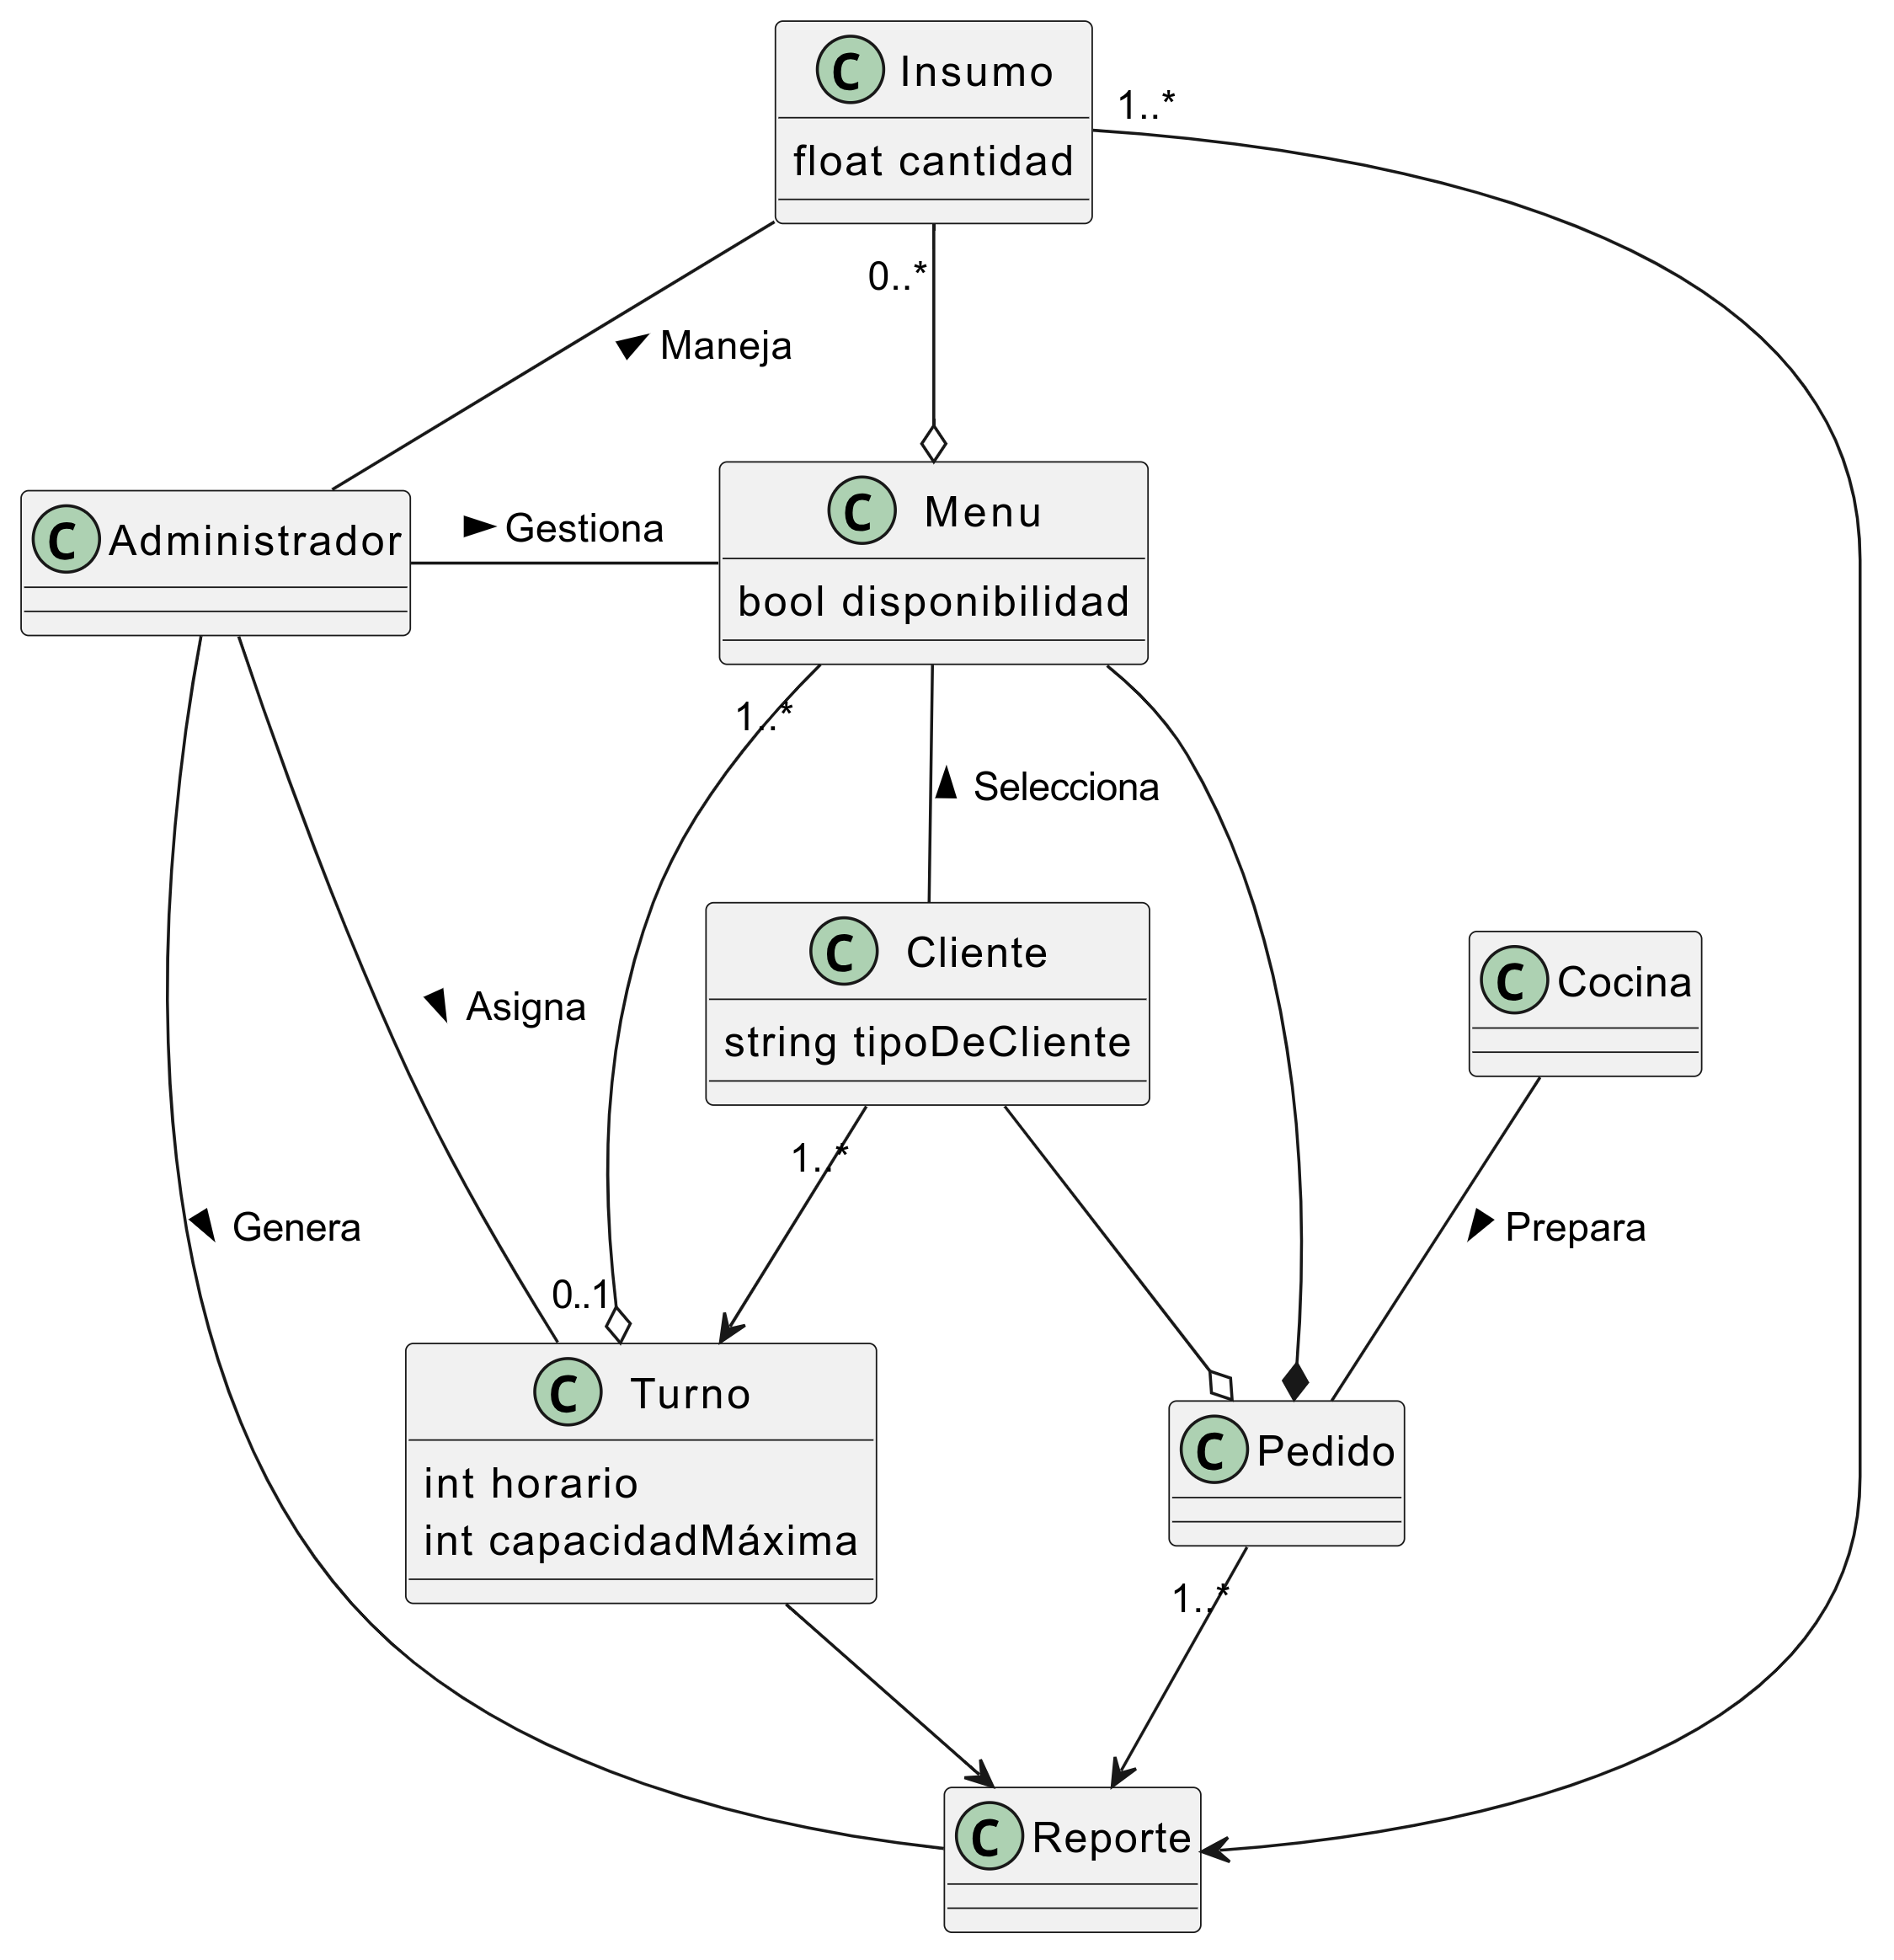 C Insumo
float cantidad
1..*
0..*
Maneja
C Administrador
Gestiona
C Menu
bool disponibilidad
1..*
Selecciona
C Cliente
string tipoDeCliente
C Cocina
Asigna
1..*
Genera
Prepara
0..1
C Turno
int horario
int capacidadMáxima
C Pedido
1..*
C Reporte